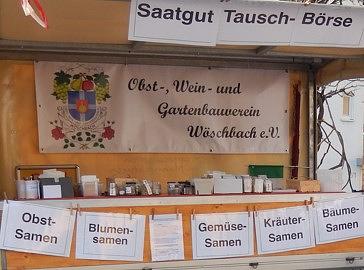 Saatgut Tausch- Börse
Obst-, Wein- und
Gartenbauverein
Wöschbach e.V.
Obst-
Samen
Blumen-
samen
Gemüse-
Samen
Kräuter-
Samen
Bäume-
Samen